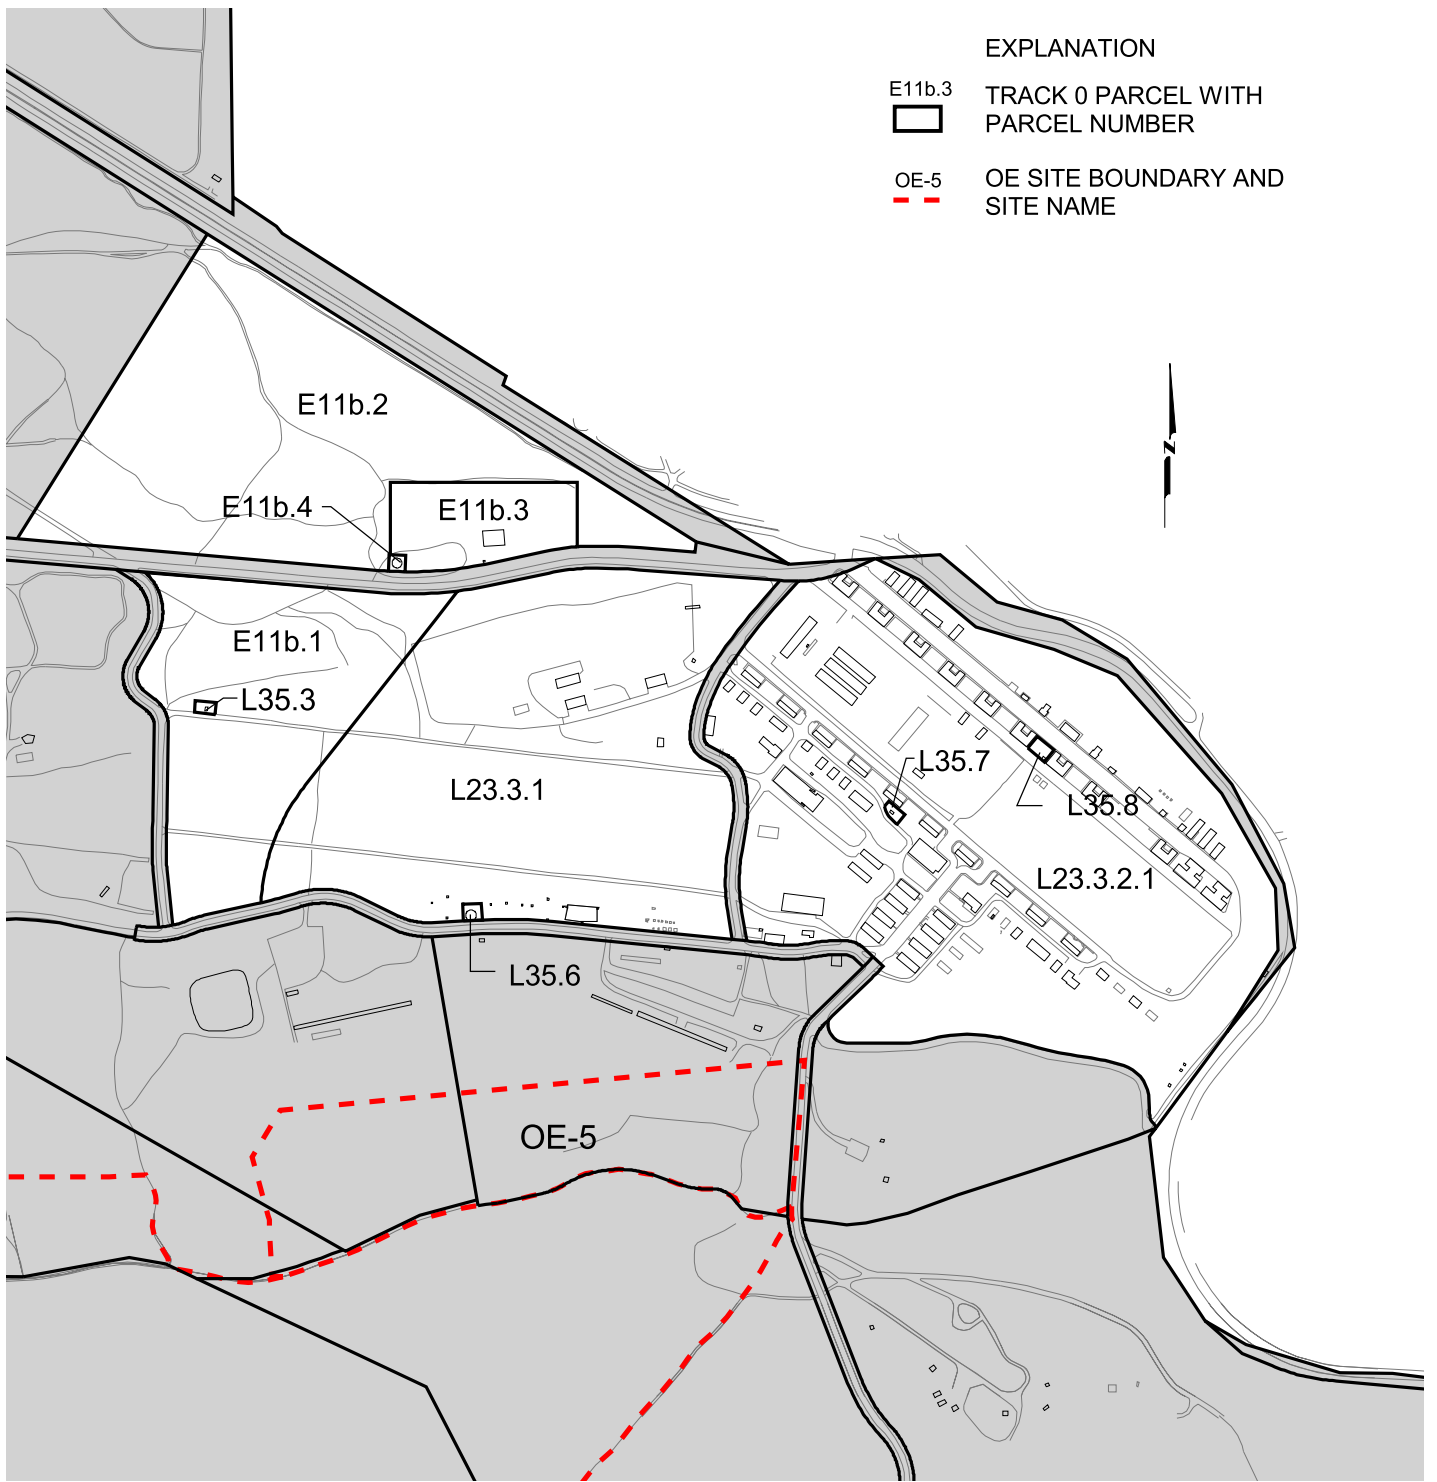 EXPLANATION
E11b.3
TRACK 0 PARCEL WITH
PARCEL NUMBER
OE-5
OE SITE BOUNDARY AND
SITE NAME
E11b.2
E11b.4
E11b.3
N
E11b.1
L35.3
L23.3.1
L35.7
L35.8
L23.3.2.1
L35.6
OE-5